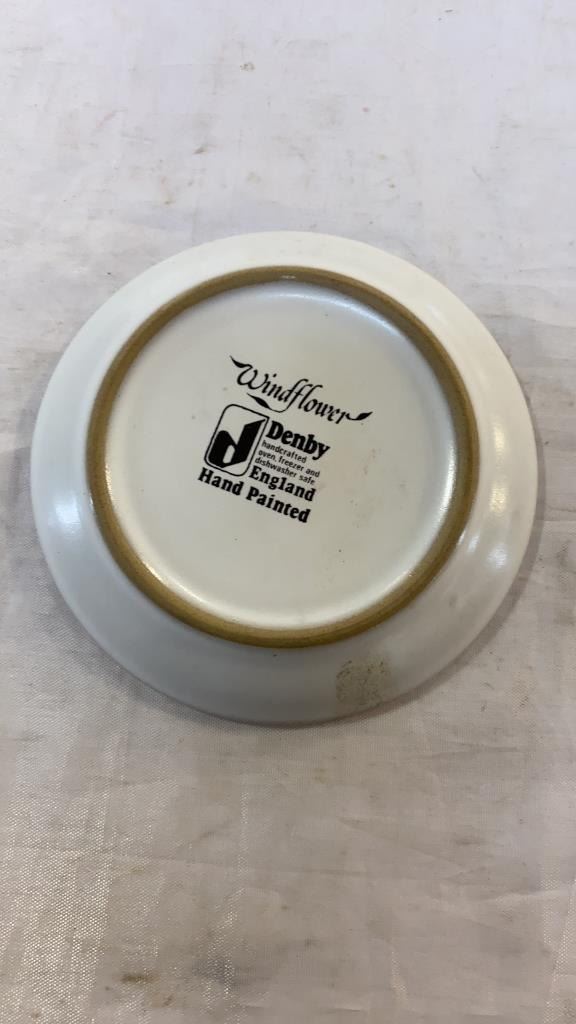 Windflower
Denby
handcrafted
oven, freezer and
dishwasher safe
England
Hand Painted